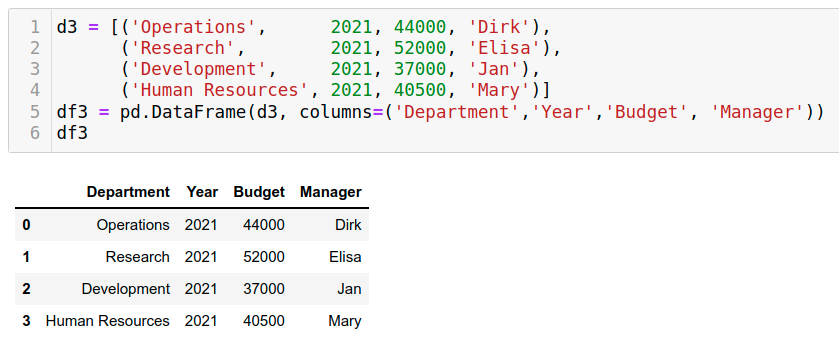 1 d3 = [('Operations',      2021, 44000, 'Dirk'),
2       ('Research',        2021, 52000, 'Elisa'),
3       ('Development',     2021, 37000, 'Jan'),
4       ('Human Resources', 2021, 40500, 'Mary')]
5 df3 = pd.DataFrame(d3, columns=('Department','Year','Budget', 'Manager'))
6 df3
Department Year Budget Manager
0 Operations 2021 44000 Dirk
1 Research 2021 52000 Elisa
2 Development 2021 37000 Jan
3 Human Resources 2021 40500 Mary